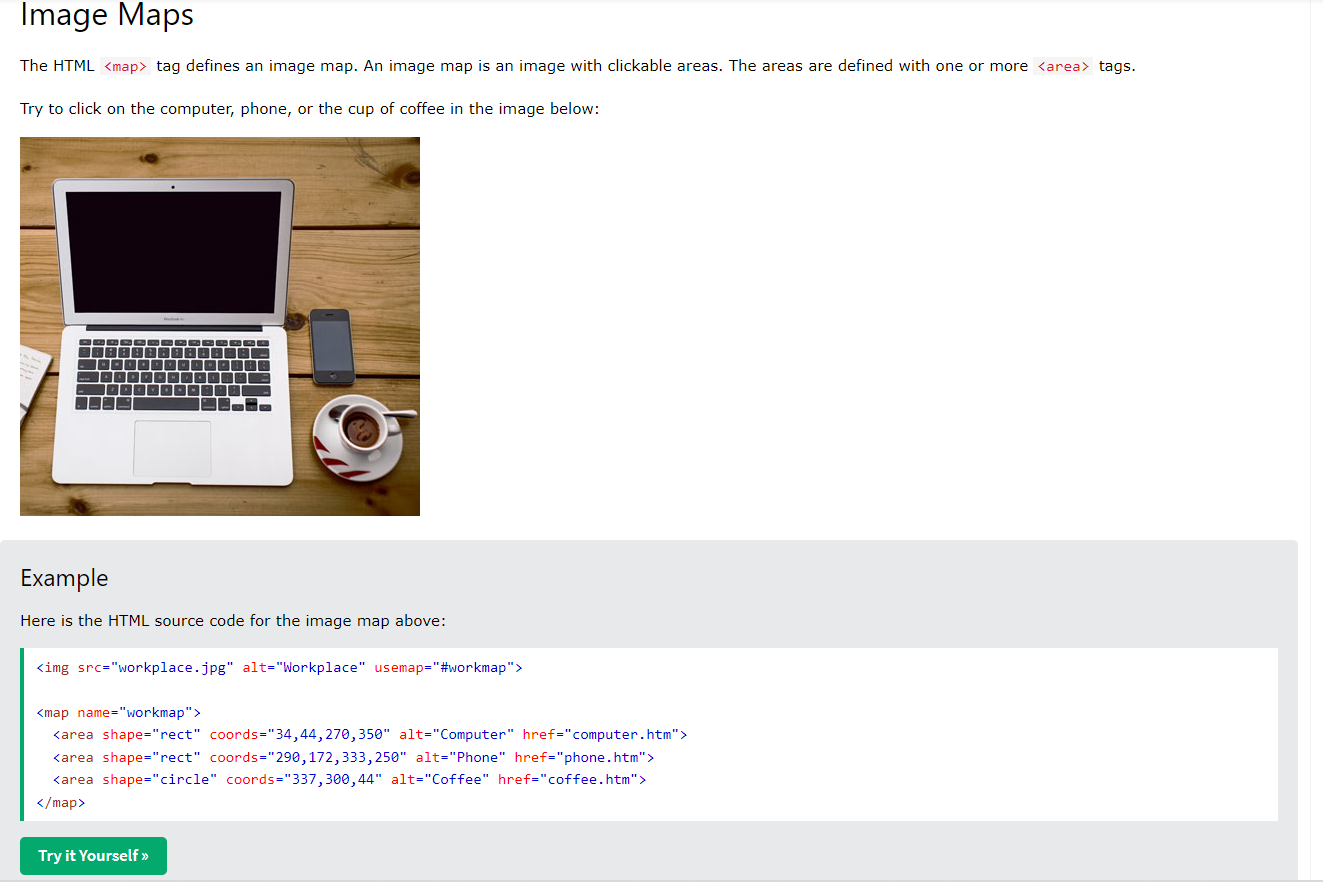 Image Maps
The HTML <map> tag defines an image map. An image map is an image with clickable areas. The areas are defined with one or more <area> tags.
Try to click on the computer, phone, or the cup of coffee in the image below:
Example
Here is the HTML source code for the image map above:
<img src="workplace.jpg" alt="Workplace" usemap="#workmap">
<map name="workmap">
<area shape="rect" coords="34,44,270,350" alt="Computer" href="computer.htm">
<area shape="rect" coords="290,172,333,250" alt="Phone" href="phone.htm">
<area shape="circle" coords="337,300,44" alt="Coffee" href="coffee.htm">
</map>
Try it Yourself »